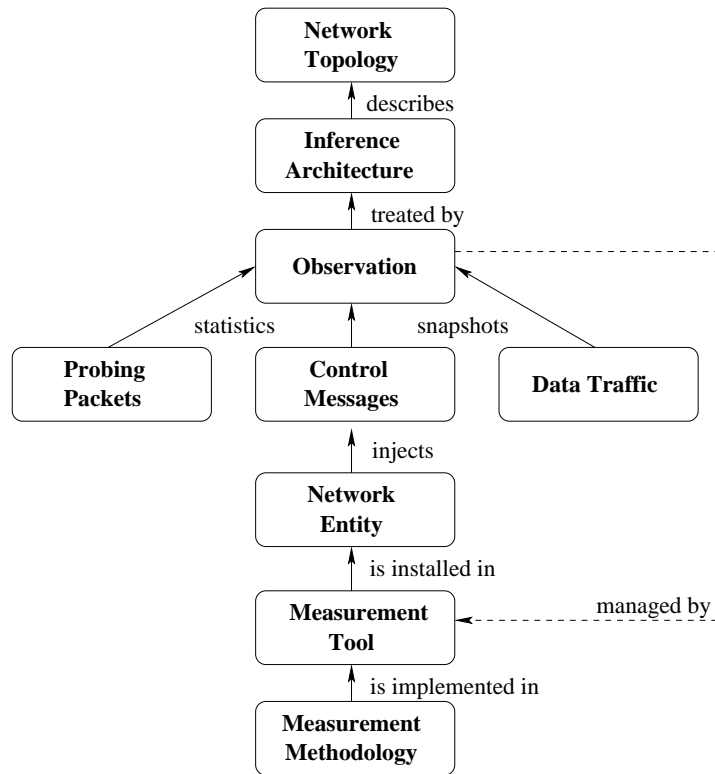 Network
Topology
describes
Inference
Architecture
treated by
Observation
statistics
snapshots
Probing
Packets
Control
Messages
Data Traffic
injects
Network
Entity
is installed in
Measurement
Tool
managed by
is implemented in
Measurement
Methodology